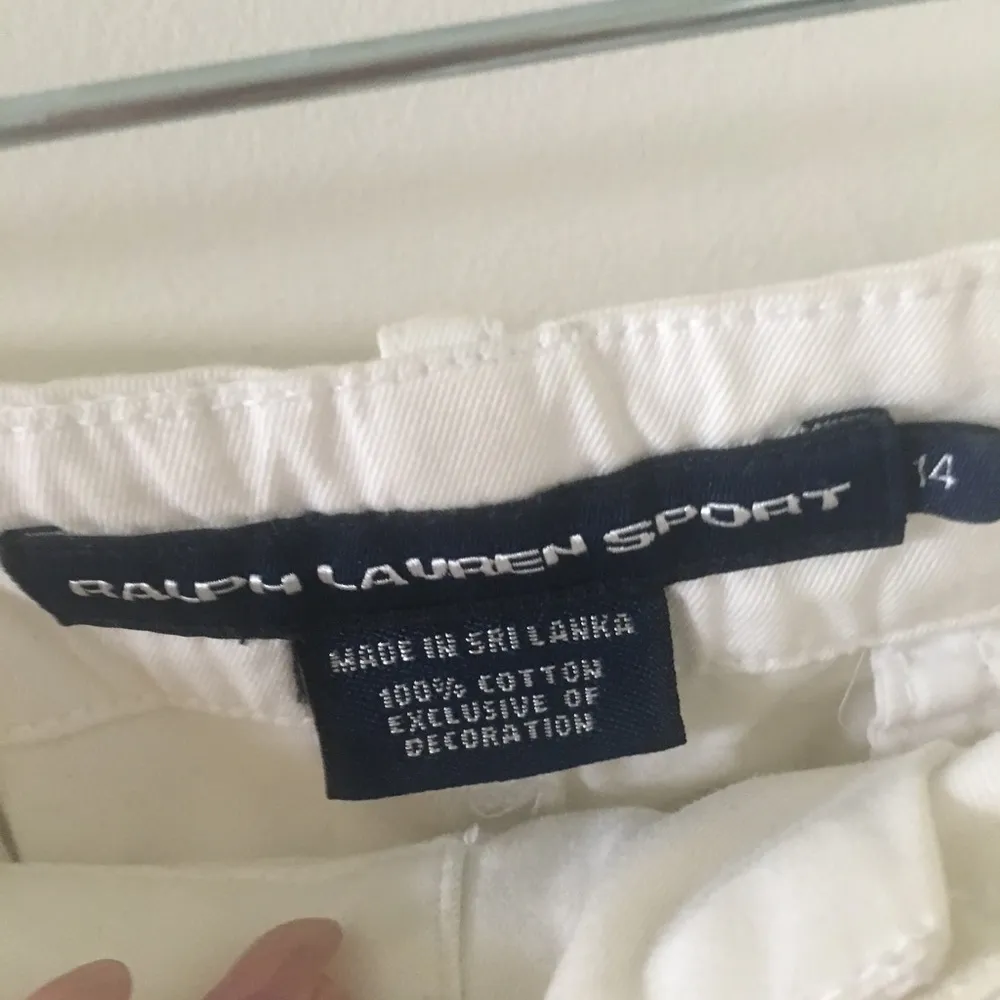 RALPH LAUREN SPORT
14
MADE IN SRI LANKA
100% COTTON
EXCLUSIVE OF
DECORATION